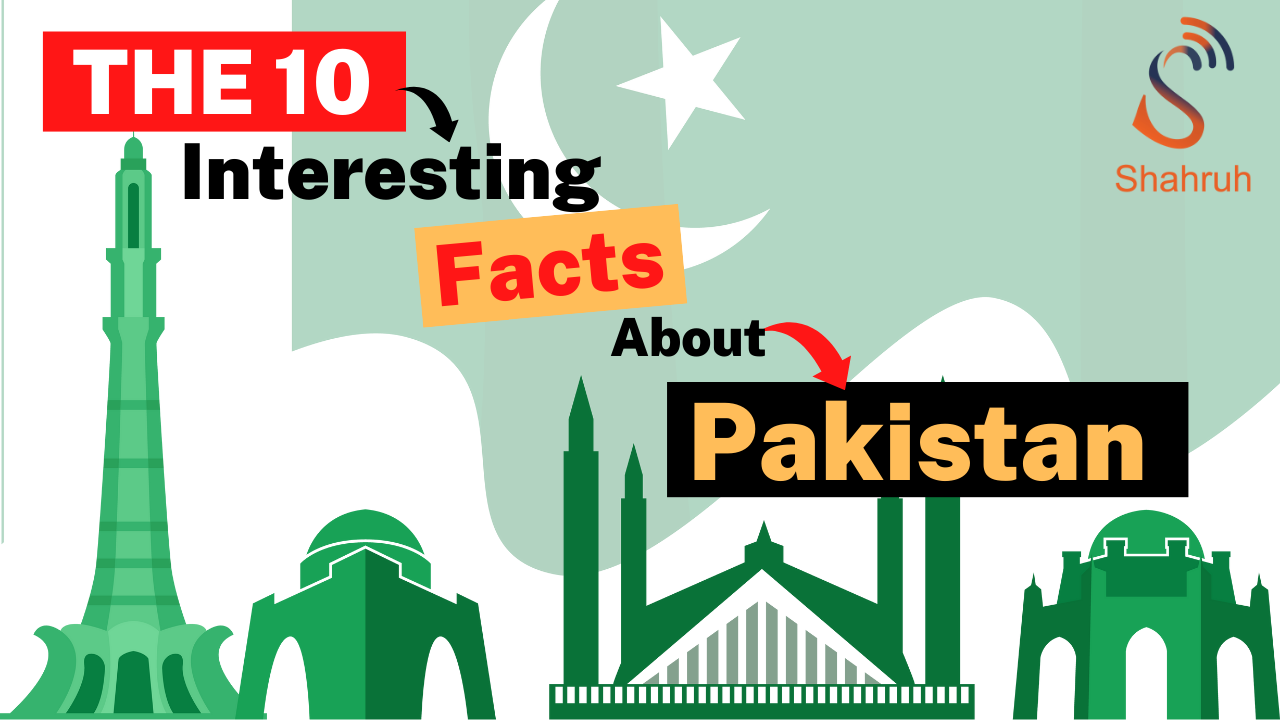 THE 10
Interesting
Facts
About
Pakistan
Shahruh